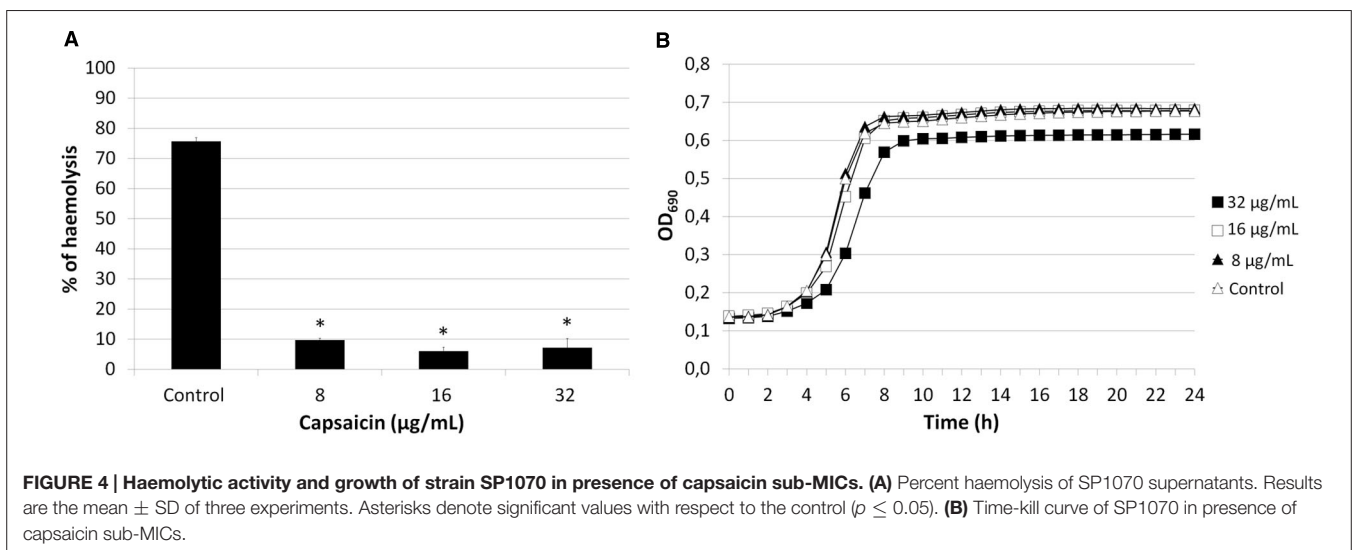 A
100
90
80
70
60
50
40
30
20
10
0
% of haemolysis
*
*
*
Control 8 16 32
Capsaicin (µg/mL)
B
0,8
0,7
0,6
0,5
0,4
0,3
0,2
0,1
0,0
OD690
0 2 4 6 8 10 12 14 16 18 20 22 24
Time (h)
32 µg/mL
16 µg/mL
8 µg/mL
Control
FIGURE 4 | Haemolytic activity and growth of strain SP1070 in presence of capsaicin sub-MICs. (A) Percent haemolysis of SP1070 supernatants. Results
are the mean ± SD of three experiments. Asterisks denote significant values with respect to the control (p ≤ 0.05). (B) Time-kill curve of SP1070 in presence of
capsaicin sub-MICs.